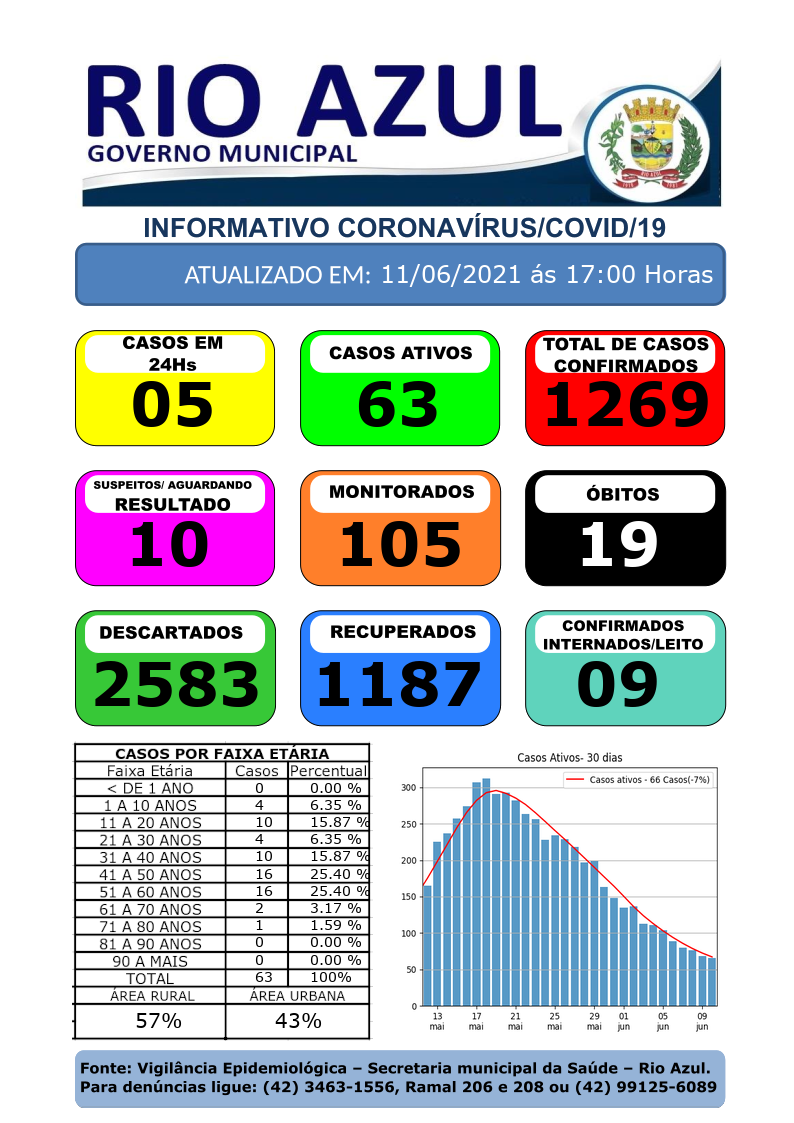 RIO AZUL
GOVERNO MUNICIPAL
RIO AZUL
INFORMATIVO CORONAVÍRUS/COVID/19
ATUALIZADO EM: 11/06/2021 ás 17:00 Horas
CASOS EM
24Hs
05
CASOS ATIVOS
63
TOTAL DE CASOS
CONFIRMADOS
1269
SUSPEITOS/ AGUARDANDO
RESULTADO
10
MONITORADOS
105
ÓBITOS
19
DESCARTADOS
2583
RECUPERADOS
1187
CONFIRMADOS
INTERNADOS/LEITO
09
CASOS POR FAIXA ETÁRIA
Faixa Etária Casos Percentual
< DE 1 ANO 0 0.00 %
1 A 10 ANOS 4 6.35 %
11 A 20 ANOS 10 15.87 %
21 A 30 ANOS 4 6.35 %
31 A 40 ANOS 10 15.87 %
41 A 50 ANOS 16 25.40 %
51 A 60 ANOS 16 25.40 %
61 A 70 ANOS 2 3.17 %
71 A 80 ANOS 1 1.59 %
81 A 90 ANOS 0 0.00 %
90 A MAIS 0 0.00 %
TOTAL 63 100%
ÁREA RURAL ÁREA URBANA
57% 43%
Casos Ativos- 30 dias
Casos ativos - 66 Casos(-7%)
300
250
200
150
100
50
0
13 17 21 25 29 01 05 09
mai mai mai mai mai jun jun jun
Fonte: Vigilância Epidemiológica – Secretaria municipal da Saúde – Rio Azul.
Para denúncias ligue: (42) 3463-1556, Ramal 206 e 208 ou (42) 99125-6089